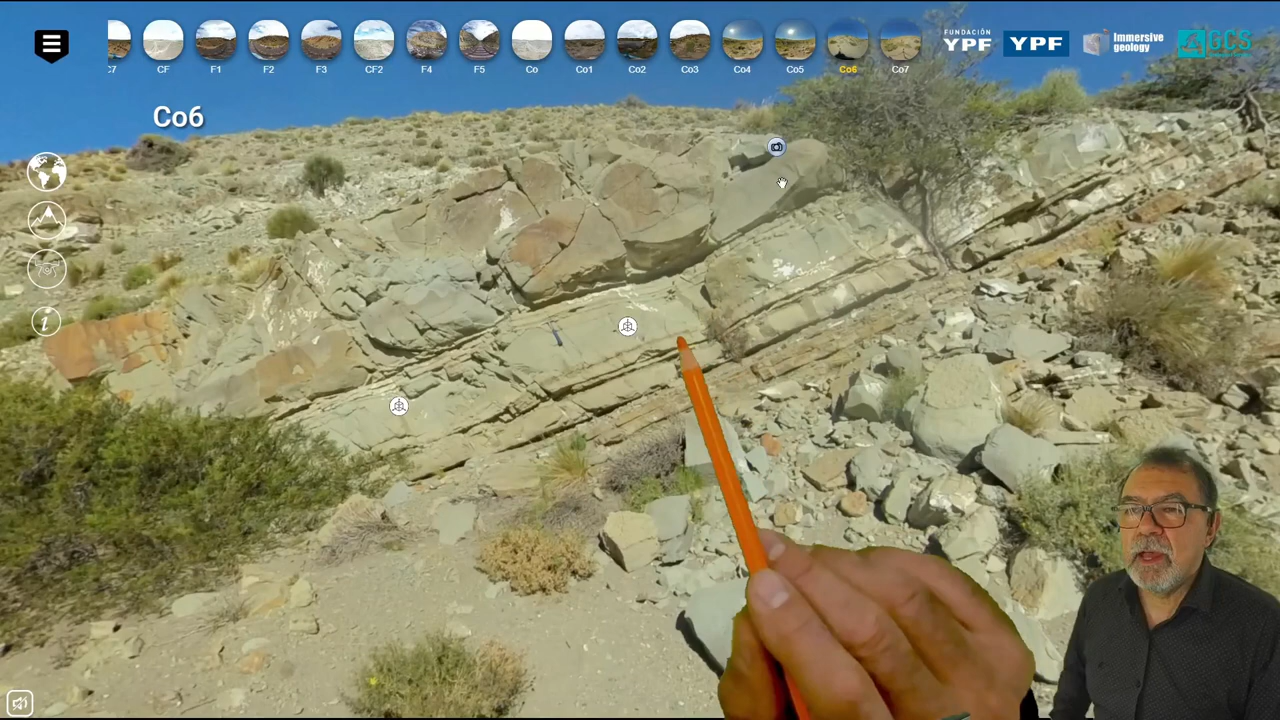 C7
CF
F1
F2
F3
CF2
F4
F5
Co
Co1
Co2
Co3
Co4
Co5
Co6
Co7
FUNDACIÓN
YPF
YPF
Immersive
geology
GCS
Co6
i